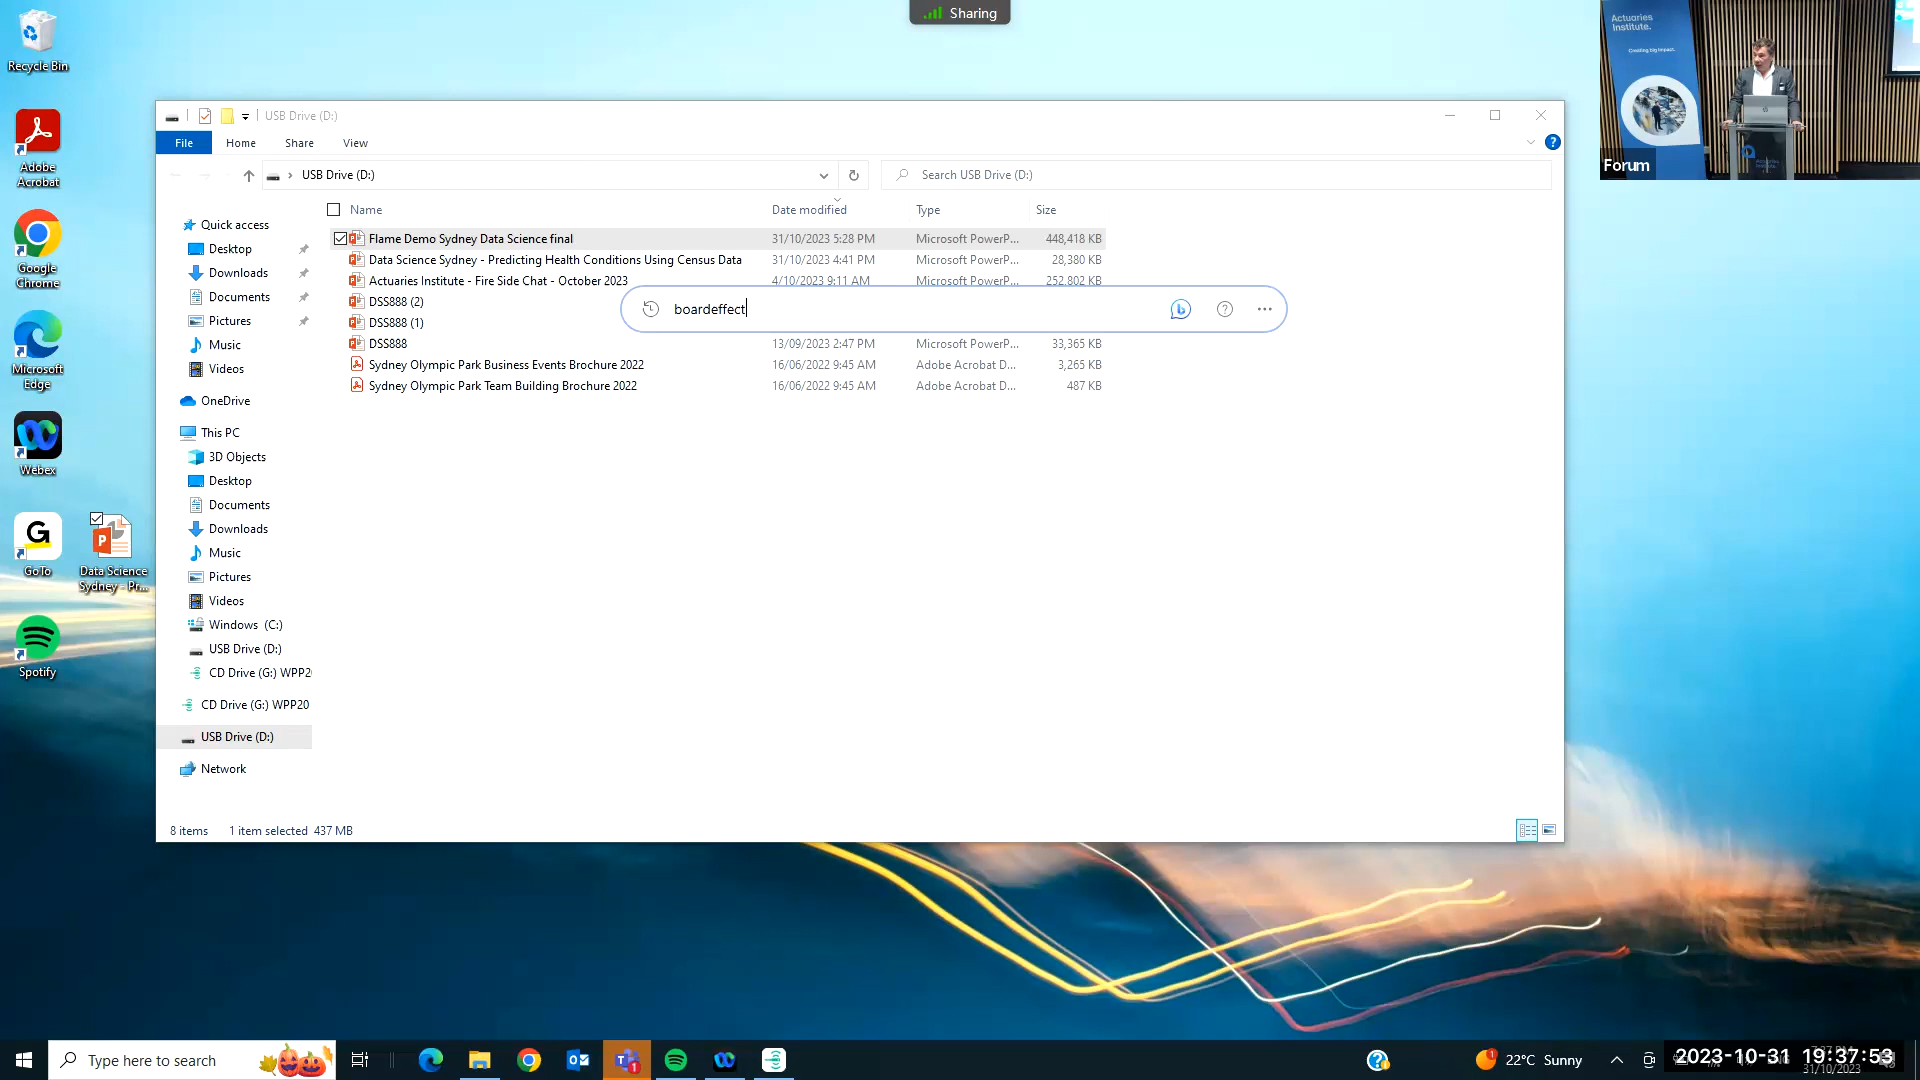 Sharing
Actuaries
Institute.
Creating big impact.
Forum
Recycle Bin
Adobe
Acrobat
Google
Chrome
Microsoft
Edge
Webex
GoTo
Data Science
Sydney - Pr...
Spotify
USB Drive (D:)
File Home Share View
USB Drive (D:)
Search USB Drive (D:)
Name Date modified Type Size
Flame Demo Sydney Data Science final 31/10/2023 5:28 PM Microsoft PowerP... 448,418 KB
Data Science Sydney - Predicting Health Conditions Using Census Data 31/10/2023 4:41 PM Microsoft PowerP... 28,380 KB
Actuaries Institute - Fire Side Chat - October 2023 4/10/2023 9:11 AM Microsoft PowerP... 252,802 KB
DSS888 (2)
boardeffect
DSS888 (1)
DSS888 13/09/2023 2:47 PM Microsoft PowerP... 33,365 KB
Sydney Olympic Park Business Events Brochure 2022 16/06/2022 9:45 AM Adobe Acrobat D... 3,265 KB
Sydney Olympic Park Team Building Brochure 2022 16/06/2022 9:45 AM Adobe Acrobat D... 487 KB
Quick access
Desktop
Downloads
Documents
Pictures
Music
Videos
OneDrive
This PC
3D Objects
Desktop
Documents
Downloads
Music
Pictures
Videos
Windows (C:)
USB Drive (D:)
CD Drive (G:) WPP2
CD Drive (G:) WPP20
USB Drive (D:)
Network
8 items 1 item selected 437 MB
Type here to search
22°C Sunny
2023-10-31 19:37:53
31/10/2023